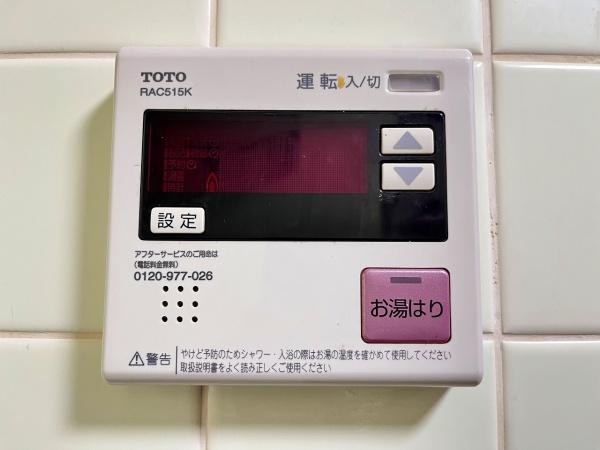 TOTO
RAC515K
運転 入/切
予約
設定
アフターサービスのご用命は
(電話料金無料)
0120-977-026
お湯はり
警告
やけど予防のためシャワー・入浴の際はお湯の温度を確かめて使用してください
取扱説明書をよく読み正しくご使用ください